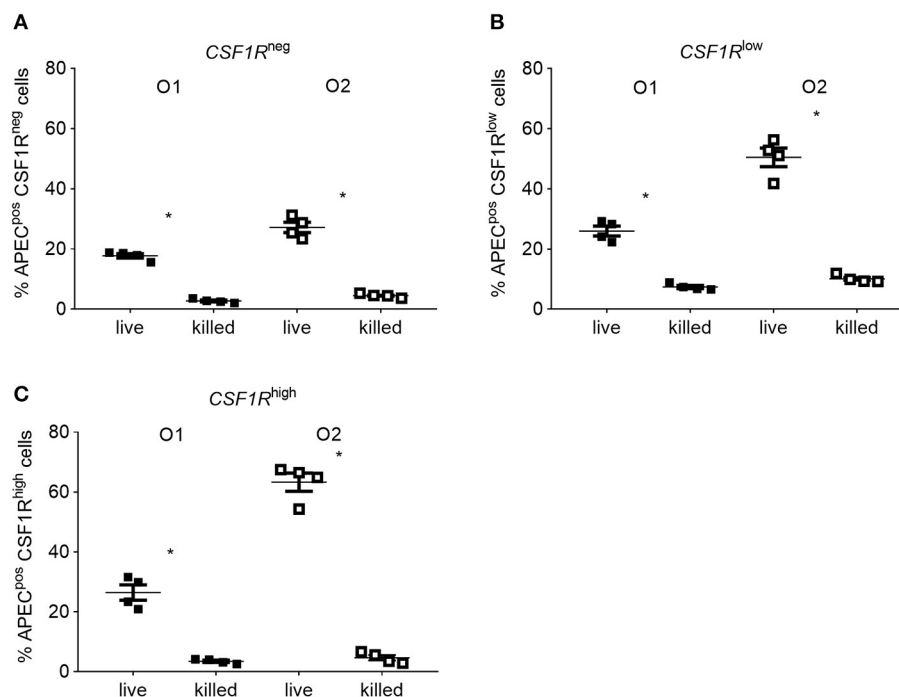 A
CSF1R^neg
O1 O2
*
*
% APEC^pos CSF1R^neg cells
80
60
40
20
0
live killed live killed
B
CSF1R^low
O1 O2
*
*
% APEC^pos CSF1R^low cells
80
60
40
20
0
live killed live killed
C
CSF1R^high
O1 O2
*
*
% APEC^pos CSF1R^high cells
80
60
40
20
0
live killed live killed